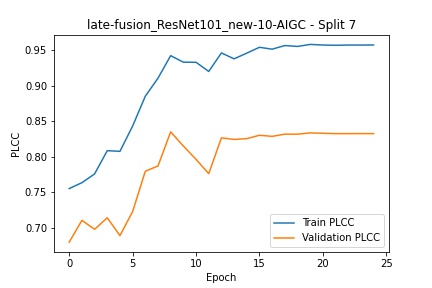 late-fusion_ResNet101_new-10-AIGC - Split 7
PLCC
0.95
0.90
0.85
0.80
0.75
0.70
Train PLCC
Validation PLCC
0
5
10
15
20
25
Epoch